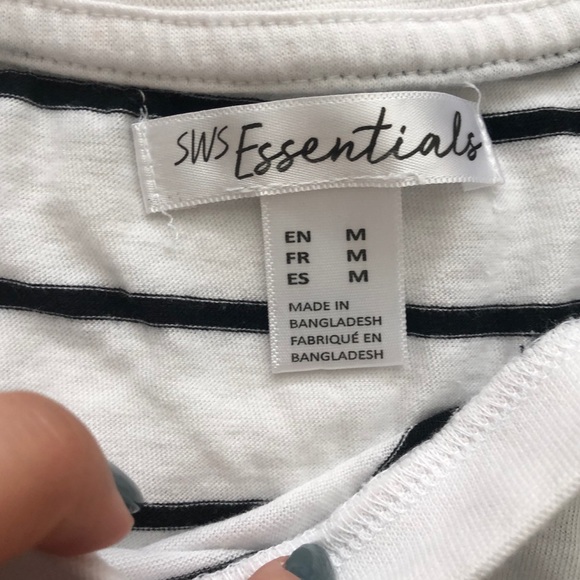 SWS Essentials
EN M
FR M
ES M
MADE IN
BANGLADESH
FABRIQUÉ EN
BANGLADESH